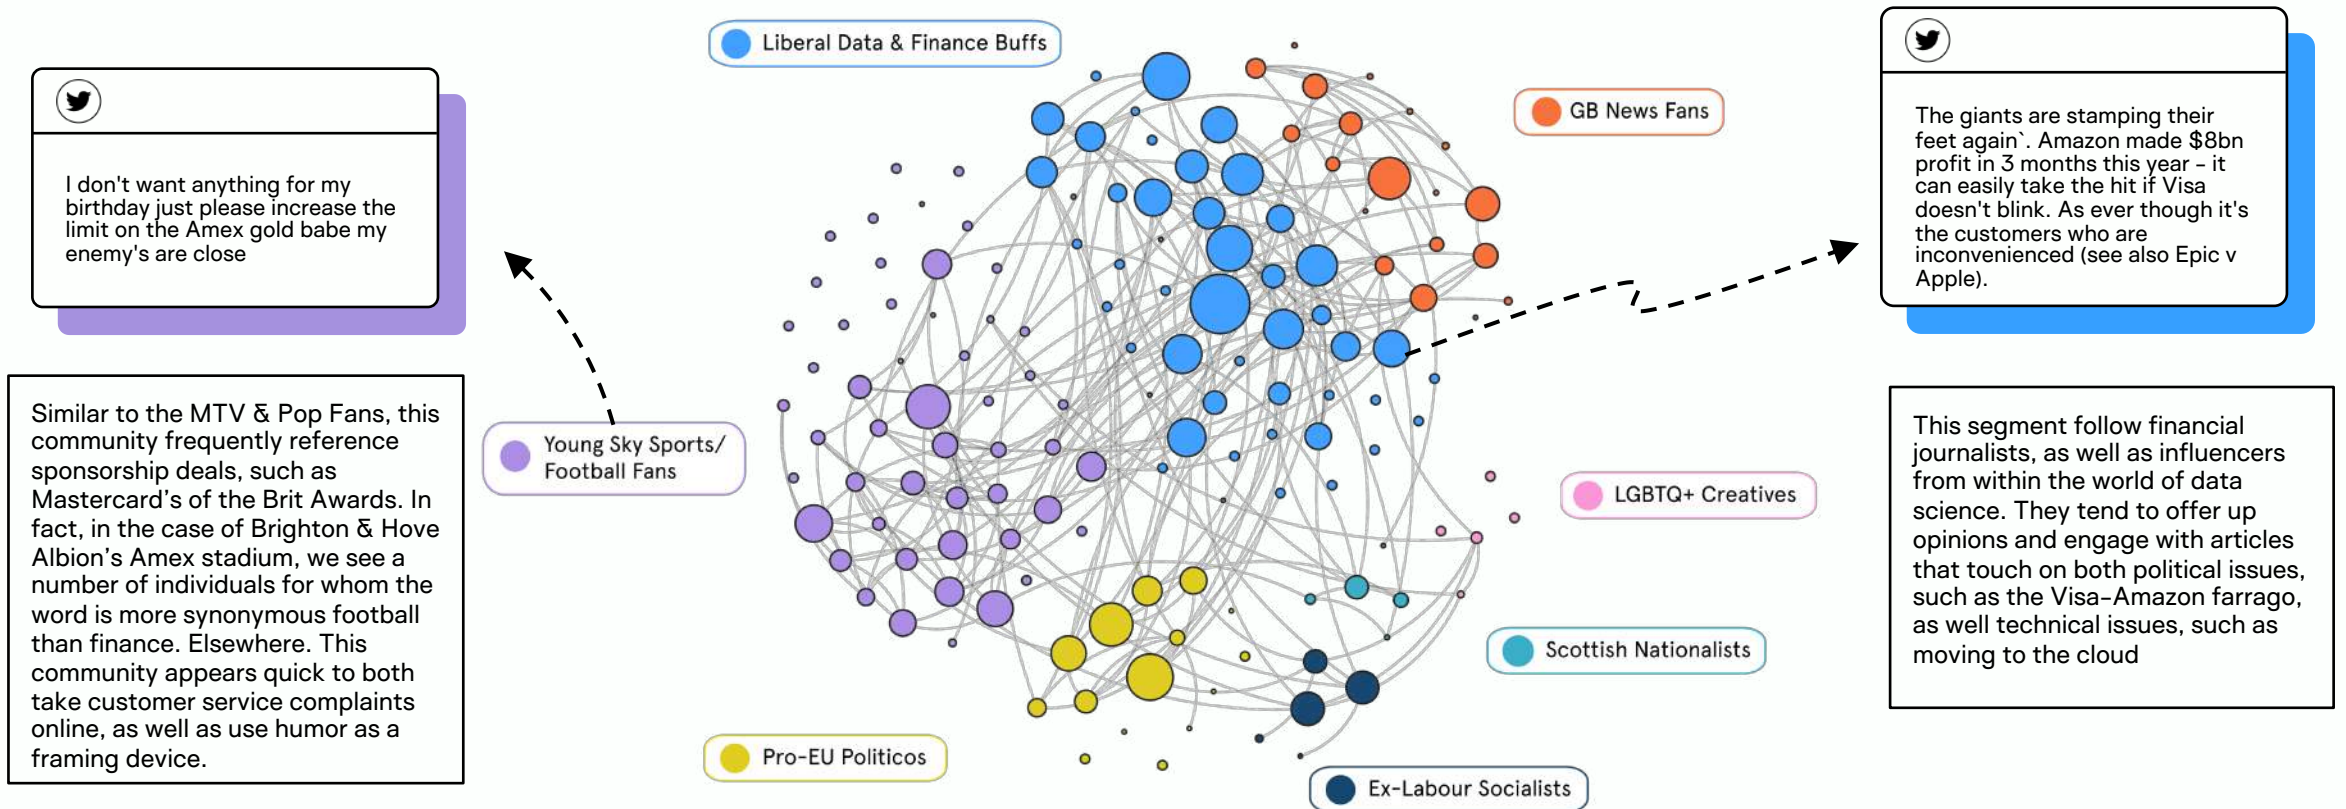 I don't want anything for my
birthday just please increase the
limit on the Amex gold babe my
enemy's are close
Similar to the MTV & Pop Fans, this
community frequently reference
sponsorship deals, such as
Mastercard's of the Brit Awards. In
fact, in the case of Brighton & Hove
Albion's Amex stadium, we see a
number of individuals for whom the
word is more synonymous football
than finance. Elsewhere. This
community appears quick to both
take customer service complaints
online, as well as use humor as a
framing device.
Liberal Data & Finance Buffs
GB News Fans
Young Sky Sports/
Football Fans
LGBTQ+ Creatives
Scottish Nationalists
Pro-EU Politicos
Ex-Labour Socialists
The giants are stamping their
feet again`. Amazon made $8bn
profit in 3 months this year – it
can easily take the hit if Visa
doesn't blink. As ever though it's
the customers who are
inconvenienced (see also Epic v
Apple).
This segment follow financial
journalists, as well as influencers
from within the world of data
science. They tend to offer up
opinions and engage with articles
that touch on both political issues,
such as the Visa-Amazon farrago,
as well technical issues, such as
moving to the cloud